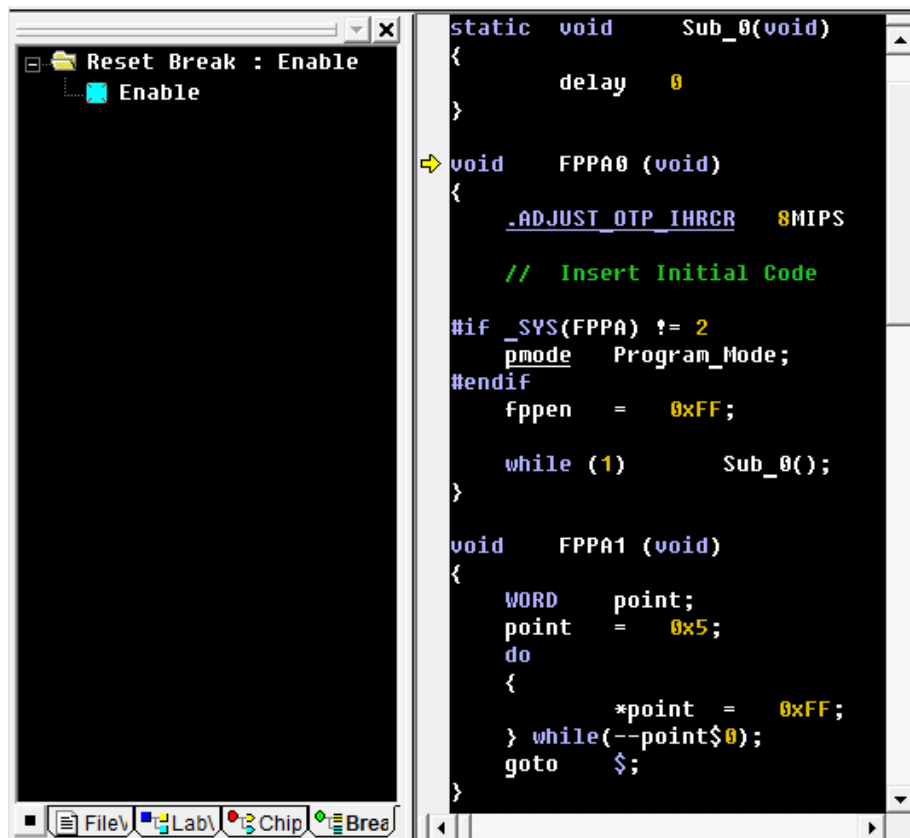 Reset Break : Enable
Enable
FileV
LabV
Chip
Brea
static void Sub_0(void)
{
delay 0
}
void FPPA0 (void)
{
.ADJUST_OTP_IHRCR 8MIPS
// Insert Initial Code
#if _SYS(FPPA) != 2
pmode Program_Mode;
#endif
fppen = 0xFF;
while (1) Sub_0();
}
void FPPA1 (void)
{
WORD point;
point = 0x5;
do
{
*point = 0xFF;
} while(--point$0);
goto $;
}